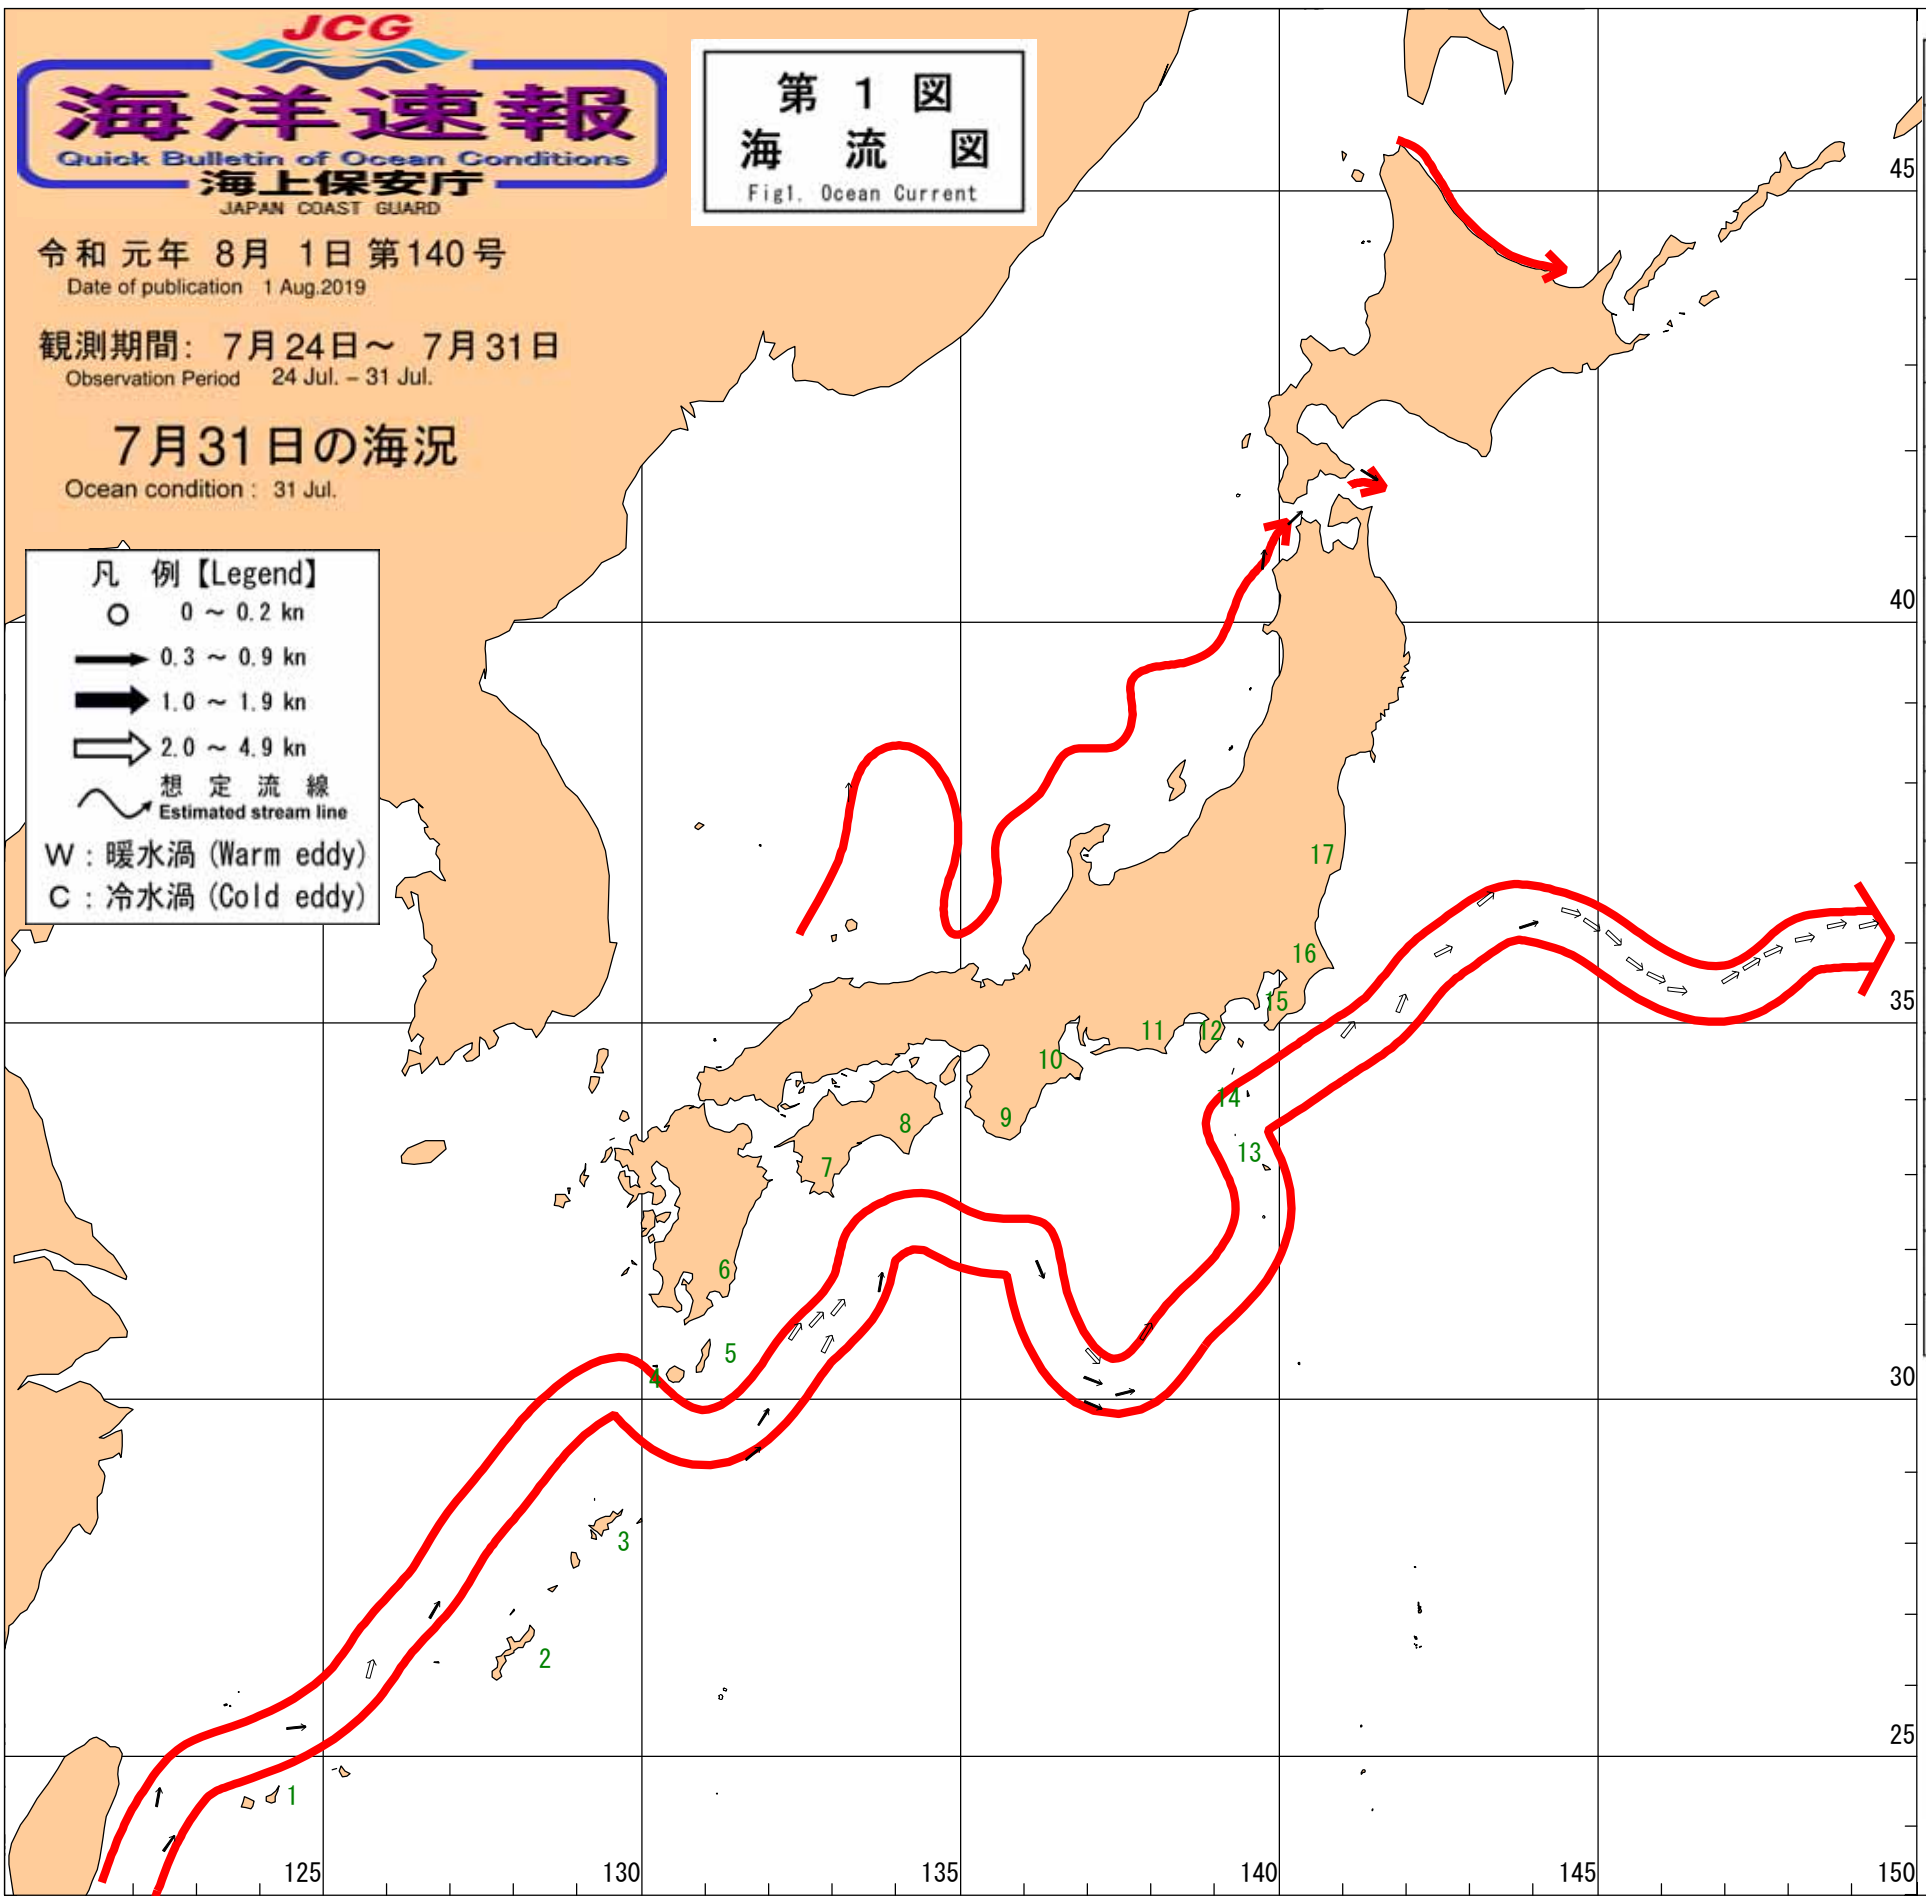 JCG
海洋速報
Quick Bulletin of Ocean Conditions
海上保安庁
JAPAN COAST GUARD
第 1 図
海 流 図
Fig1. Ocean Current
令和 元年 8月 1日 第140号
Date of publication 1 Aug.2019
観測期間: 7月24日～ 7月31日
Observation Period 24 Jul. – 31 Jul.
7月31日の海況
Ocean condition : 31 Jul.
凡 例【Legend】
0 ～ 0.2 kn
0.3 ～ 0.9 kn
1.0 ～ 1.9 kn
2.0 ～ 4.9 kn
想 定 流 線
Estimated stream line
W : 暖水渦 (Warm eddy)
C : 冷水渦 (Cold eddy)
45
40
17
16
15
35
11
12
10
14
9
8
13
7
6
5
4
30
3
2
25
1
125
130
135
140
145
150